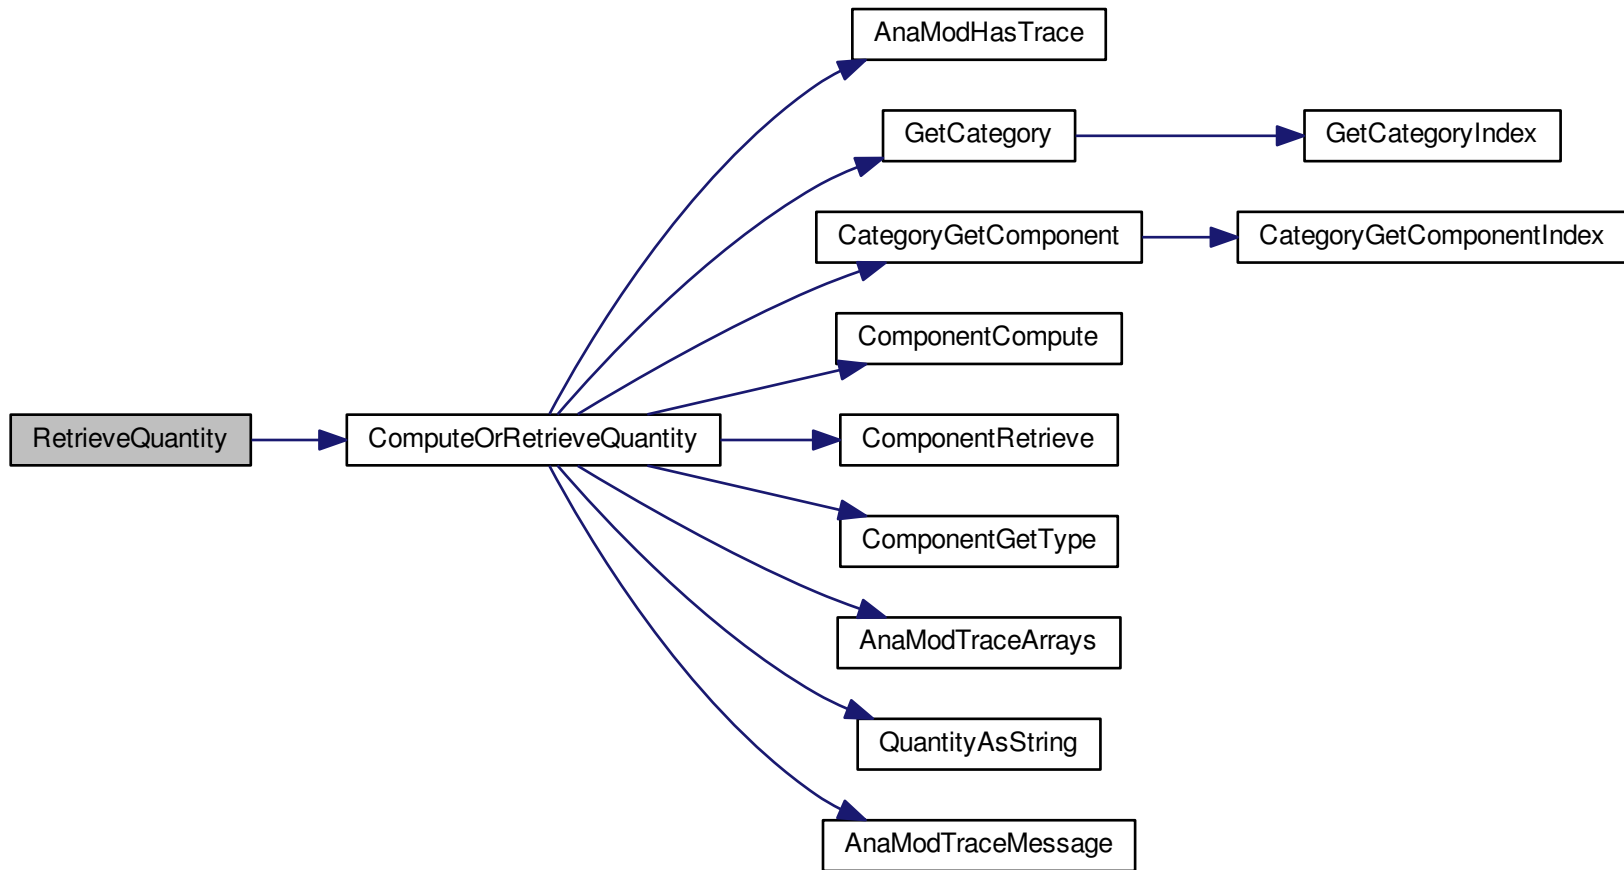 AnaModHasTrace
GetCategory
GetCategoryIndex
CategoryGetComponent
CategoryGetComponentIndex
ComponentCompute
RetrieveQuantity
ComputeOrRetrieveQuantity
ComponentRetrieve
ComponentGetType
AnaModTraceArrays
QuantityAsString
AnaModTraceMessage